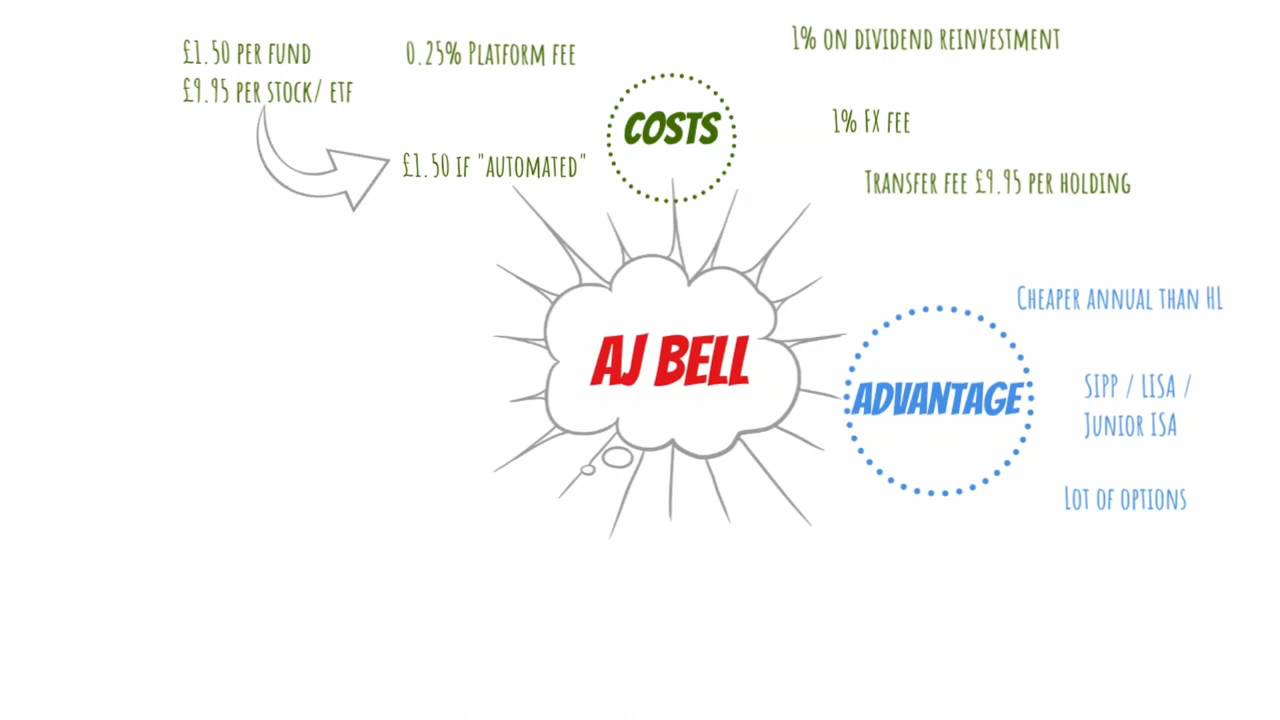 £1.50 per fund
£9.95 per stock/ etf
0.25% Platform fee
£1.50 if "automated"
COSTS
1% on dividend reinvestment
1% FX fee
Transfer fee £9.95 per holding
AJ BELL
ADVANTAGE
Cheaper annual than HL
SIPP / LISA /
Junior ISA
Lot of options